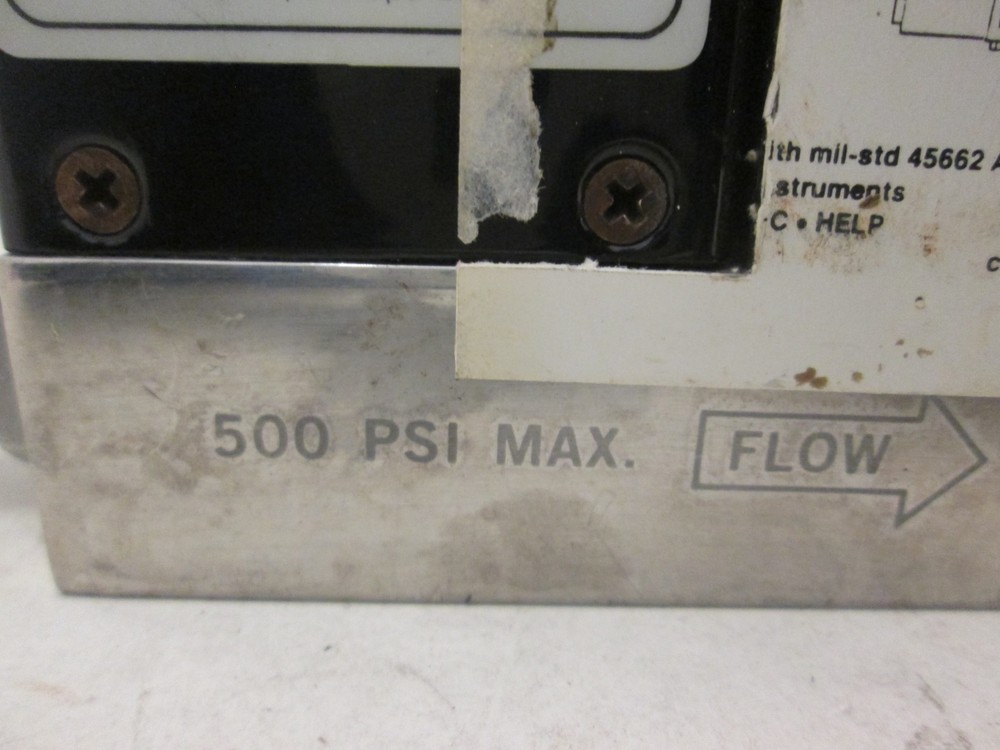 ith mil-std 45662 A
struments
C • HELP
c
500 PSI MAX.
FLOW